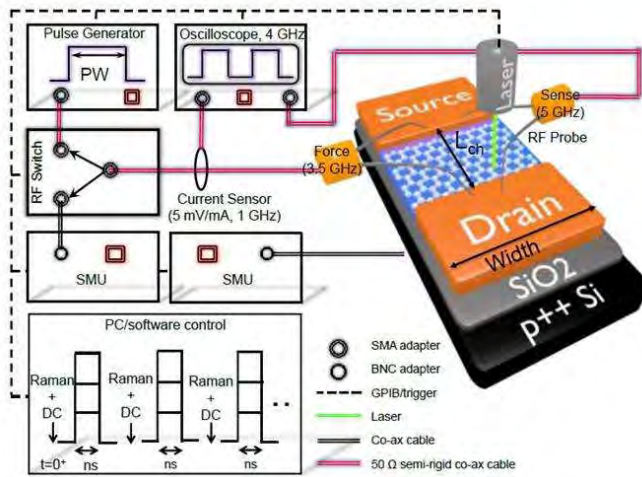 Pulse Generator
PW
Oscilloscope, 4 GHz
RF Switch
Current Sensor
(5 mV/mA, 1 GHz)
SMU
SMU
Force
(3.5 GHz)
Laser
Sense
(5 GHz)
RF Probe
Source
Lch
Drain
Width
SiO2
p++ Si
PC/software control
Raman
+
DC
Raman
+
DC
Raman
+
DC
t=0⁺
ns
ns
ns
SMA adapter
BNC adapter
GPIB/trigger
Laser
Co-ax cable
50 Ω semi-rigid co-ax cable